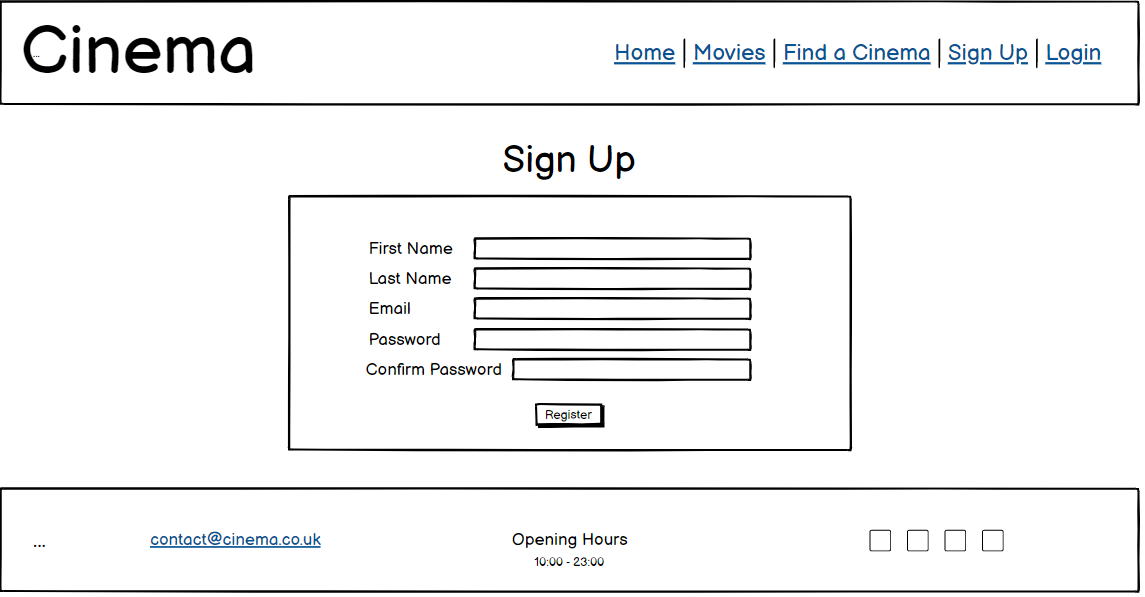 Cinema
Home | Movies | Find a Cinema | Sign Up | Login
Sign Up
First Name
Last Name
Email
Password
Confirm Password
Register
... contact@cinema.co.uk Opening Hours
10:00 - 23:00